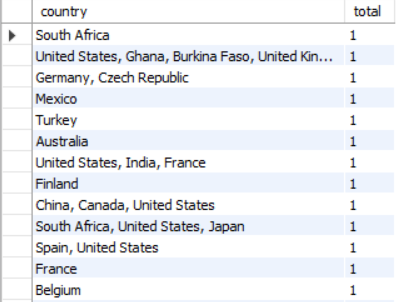 country total
South Africa 1
United States, Ghana, Burkina Faso, United Kin... 1
Germany, Czech Republic 1
Mexico 1
Turkey 1
Australia 1
United States, India, France 1
Finland 1
China, Canada, United States 1
South Africa, United States, Japan 1
Spain, United States 1
France 1
Belgium 1